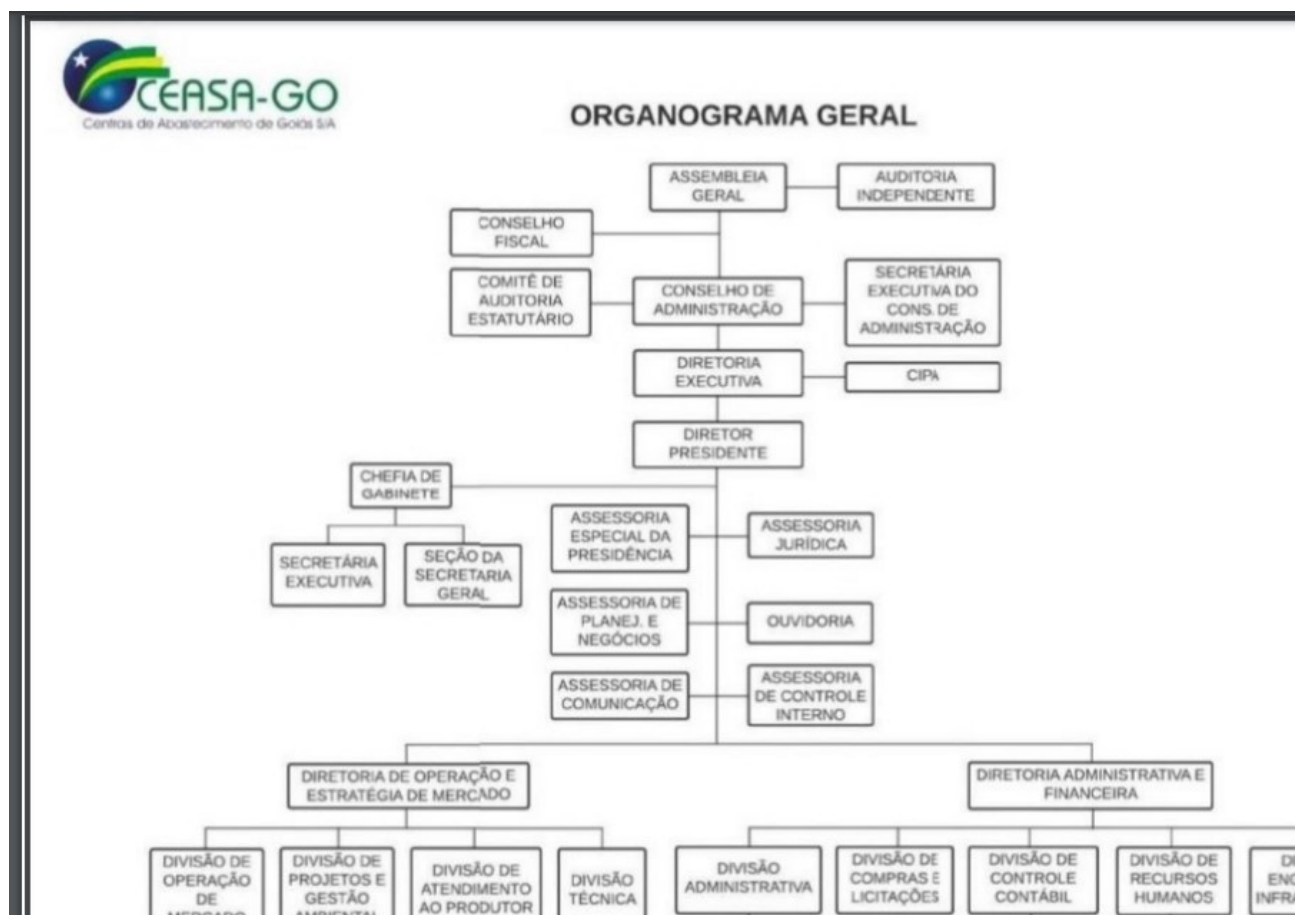 CEASA-GO
Centrais de Abastecimento de Goiás S/A
ORGANOGRAMA GERAL
ASSEMBLEIA
GERAL
AUDITORIA
INDEPENDENTE
CONSELHO
FISCAL
COMITÊ DE
AUDITORIA
ESTATUTÁRIO
CONSELHO DE
ADMINISTRAÇÃO
SECRETÁRIA
EXECUTIVA DO
CONS. DE
ADMINISTRAÇÃO
DIRETORIA
EXECUTIVA
CIPA
DIRETOR
PRESIDENTE
CHEFIA DE
GABINETE
SECRETÁRIA
EXECUTIVA
SEÇÃO DA
SECRETARIA
GERAL
ASSESSORIA
ESPECIAL DA
PRESIDÊNCIA
ASSESSORIA
JURÍDICA
ASSESSORIA DE
PLANEJ. E
NEGÓCIOS
OUVIDORIA
ASSESSORIA DE
COMUNICAÇÃO
ASSESSORIA
DE CONTROLE
INTERNO
DIRETORIA DE OPERAÇÃO E
ESTRATÉGIA DE MERCADO
DIRETORIA ADMINISTRATIVA E
FINANCEIRA
DIVISÃO DE
OPERAÇÃO
DE
MERCADO
DIVISÃO DE
PROJETOS E
GESTÃO
AMBIENTAL
DIVISÃO DE
ATENDIMENTO
AO PRODUTOR
DIVISÃO
TÉCNICA
DIVISÃO
ADMINISTRATIVA
DIVISÃO DE
COMPRAS E
LICITAÇÕES
DIVISÃO DE
CONTROLE
CONTÁBIL
DIVISÃO DE
RECURSOS
HUMANOS